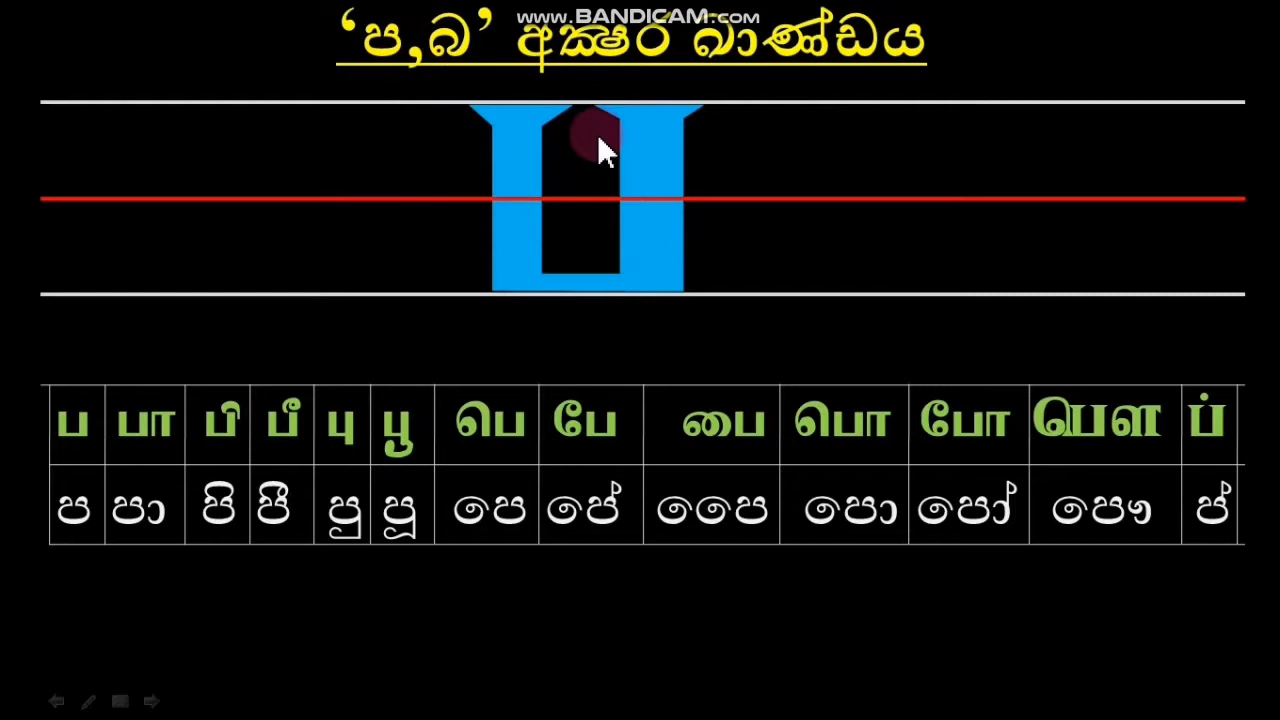 www.BANDICAM.com
‘ප,බ’ අක්‍ෂර ඛාණ්ඩය
ப
ப பா பி பீ பு பூ பெ பே பை பொ போ பௌ ப்
ප පා පි පී පු පූ පෙ පේ පෛ පො පෝ පෞ ප්